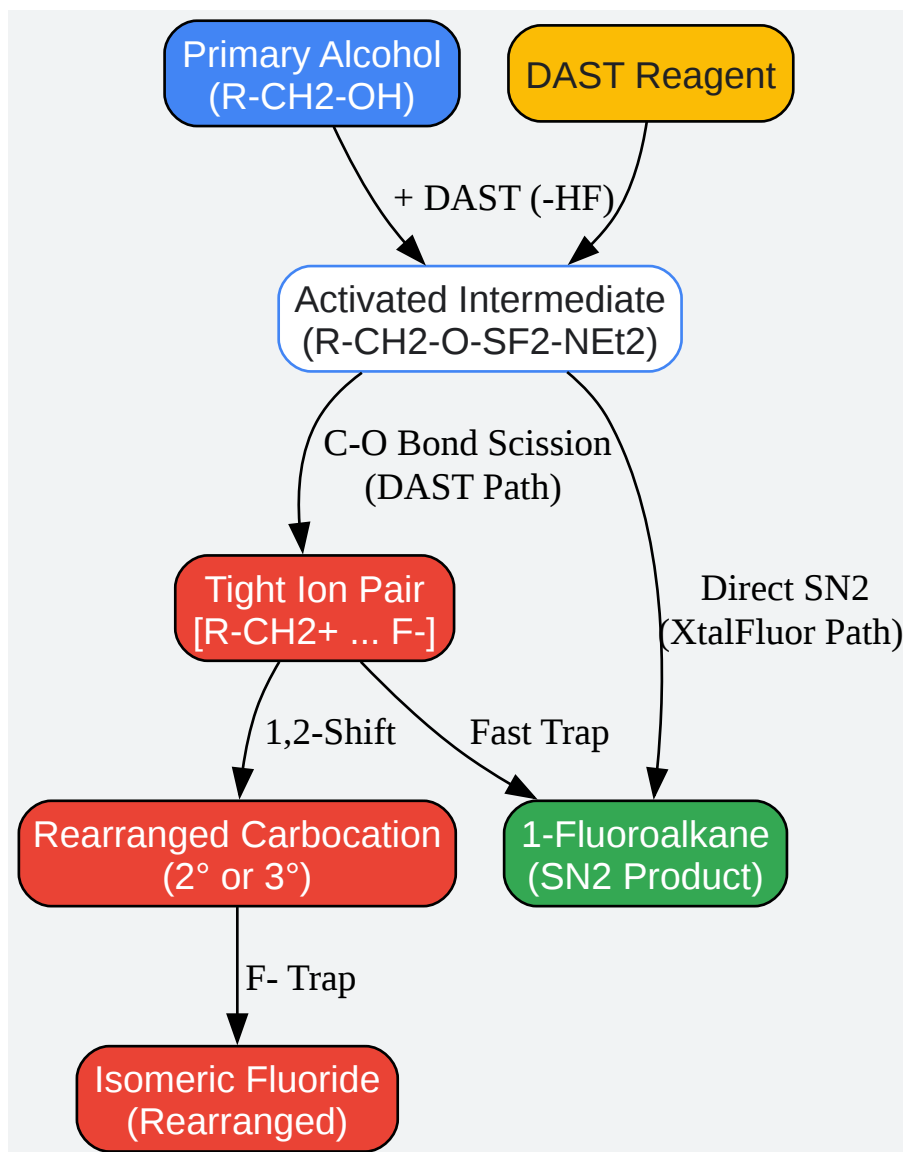 Primary Alcohol
(R-CH2-OH)
DAST Reagent
+ DAST (-HF)
Activated Intermediate
(R-CH2-O-SF2-NEt2)
C-O Bond Scission
(DAST Path)
Direct SN2
(XtalFluor Path)
Tight Ion Pair
[R-CH2+ ... F-]
1,2-Shift
Fast Trap
Rearranged Carbocation
(2° or 3°)
1-Fluoroalkane
(SN2 Product)
F- Trap
Isomeric Fluoride
(Rearranged)